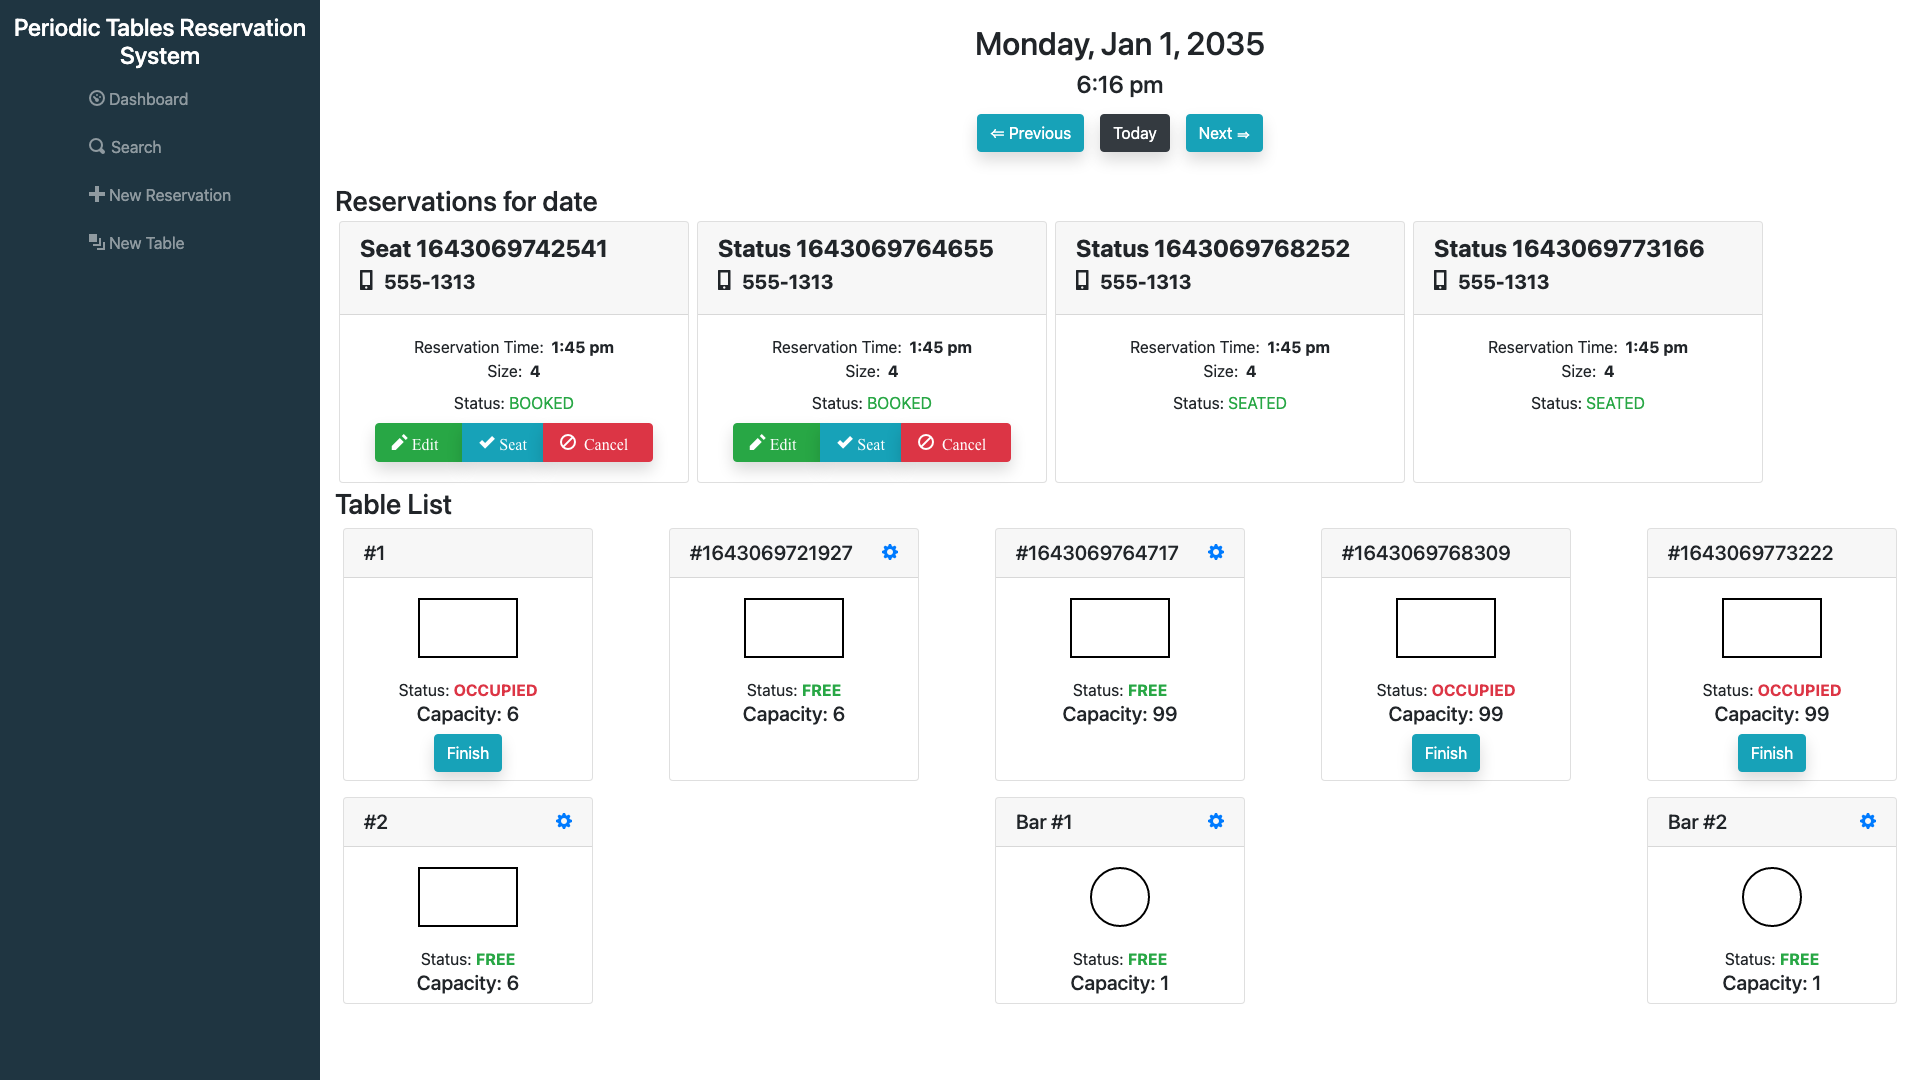 Periodic Tables Reservation
System
Dashboard
Search
New Reservation
New Table
Monday, Jan 1, 2035
6:16 pm
⇐ Previous
Today
Next ⇒
Reservations for date
Seat 1643069742541
555-1313
Reservation Time: 1:45 pm
Size: 4
Status: BOOKED
Edit
Seat
Cancel
Status 1643069764655
555-1313
Reservation Time: 1:45 pm
Size: 4
Status: BOOKED
Edit
Seat
Cancel
Status 1643069768252
555-1313
Reservation Time: 1:45 pm
Size: 4
Status: SEATED
Status 1643069773166
555-1313
Reservation Time: 1:45 pm
Size: 4
Status: SEATED
Table List
#1
Status: OCCUPIED
Capacity: 6
Finish
#1643069721927
Status: FREE
Capacity: 6
#1643069764717
Status: FREE
Capacity: 99
#1643069768309
Status: OCCUPIED
Capacity: 99
Finish
#1643069773222
Status: OCCUPIED
Capacity: 99
Finish
#2
Status: FREE
Capacity: 6
Bar #1
Status: FREE
Capacity: 1
Bar #2
Status: FREE
Capacity: 1